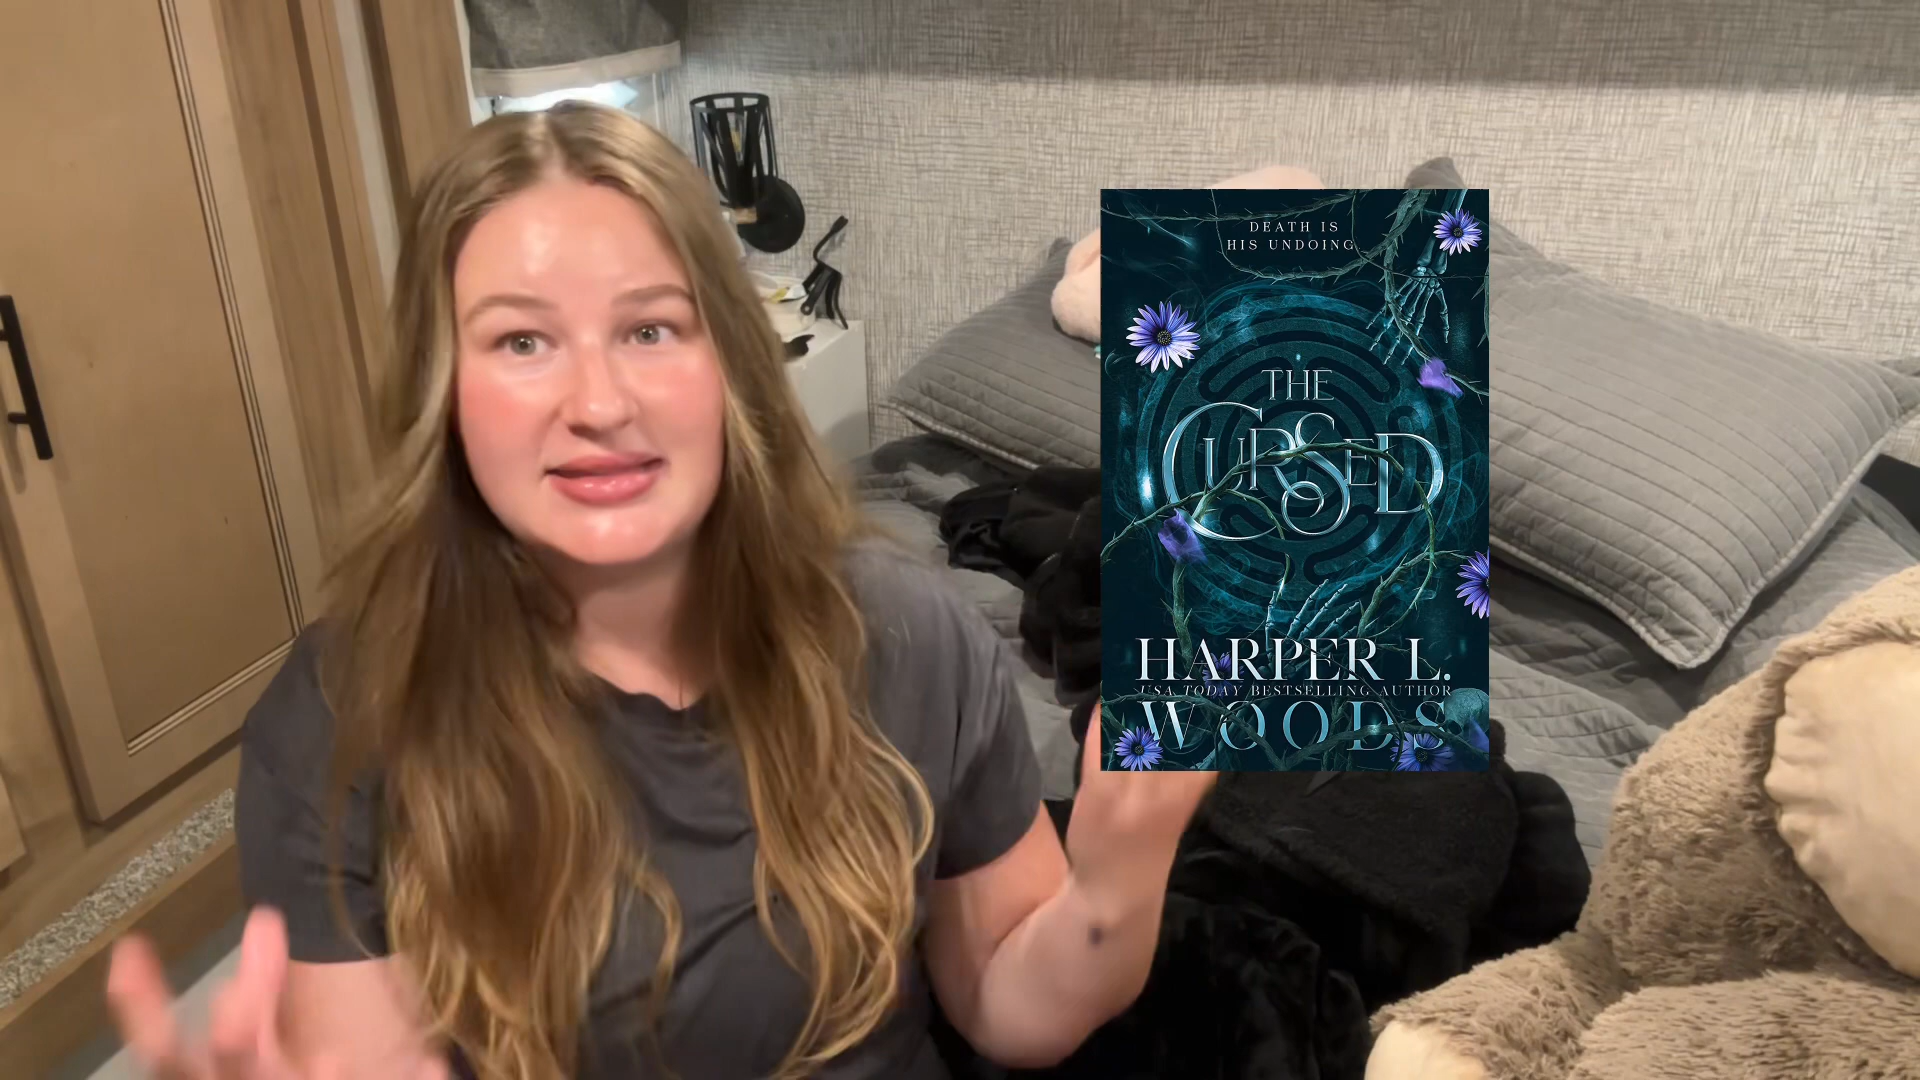 DEATH IS
HIS UNDOING
THE
CURSED
HARPER L.
USA TODAY BESTSELLING AUTHOR
WOODS